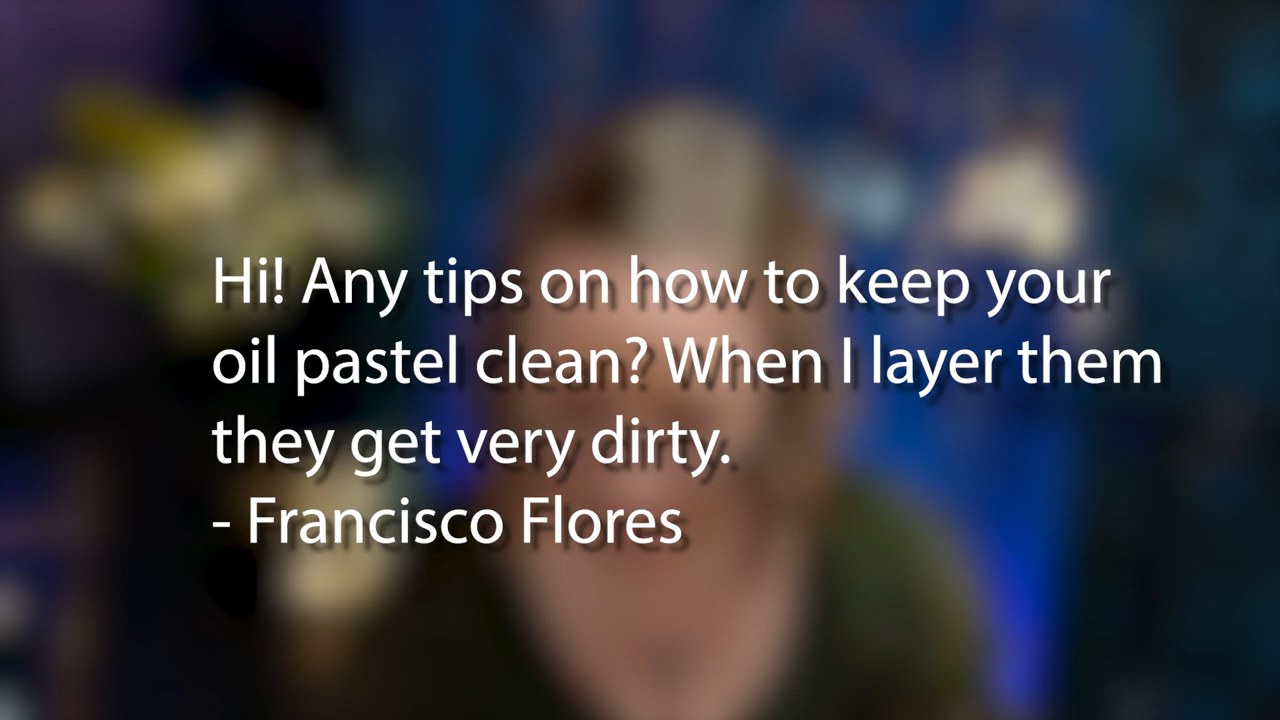 Hi! Any tips on how to keep your
oil pastel clean? When I layer them
they get very dirty.
- Francisco Flores